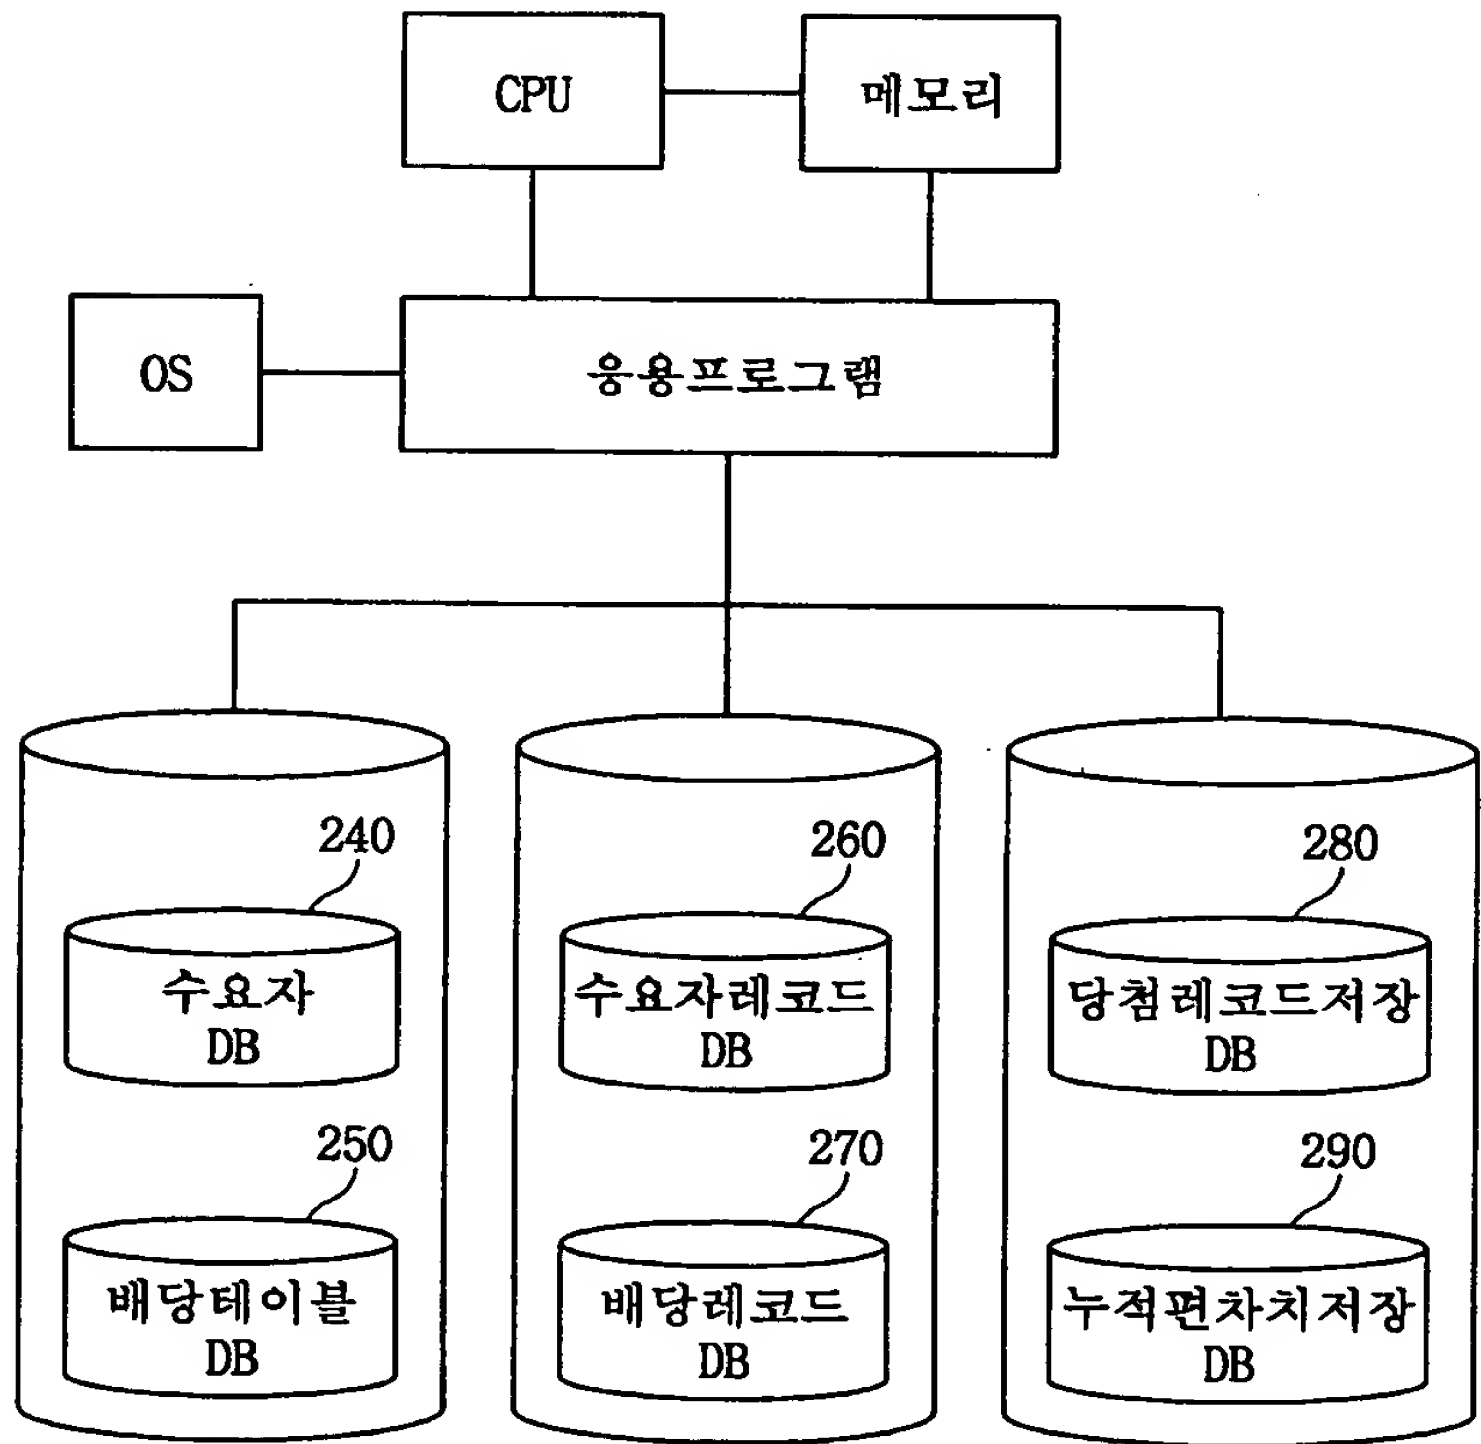 CPU
메모리
OS
응용프로그램
240
260
280
수요자
DB
수요자레코드
DB
당첨레코드저장
DB
250
270
290
배당테이블
DB
배당레코드
DB
누적편차치저장
DB